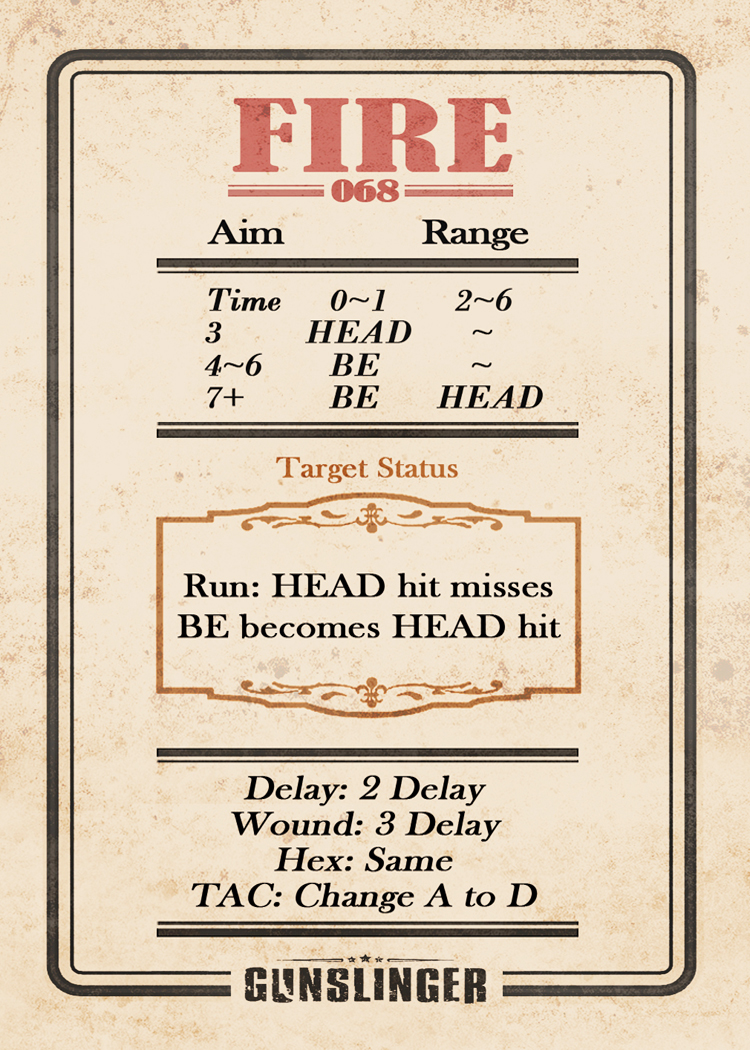 FIRE
068
Aim Range
Time 0~1 2~6
3 HEAD ~
4~6 BE ~
7+ BE HEAD
Target Status
Run: HEAD hit misses
BE becomes HEAD hit
Delay: 2 Delay
Wound: 3 Delay
Hex: Same
TAC: Change A to D
GUNSLINGER